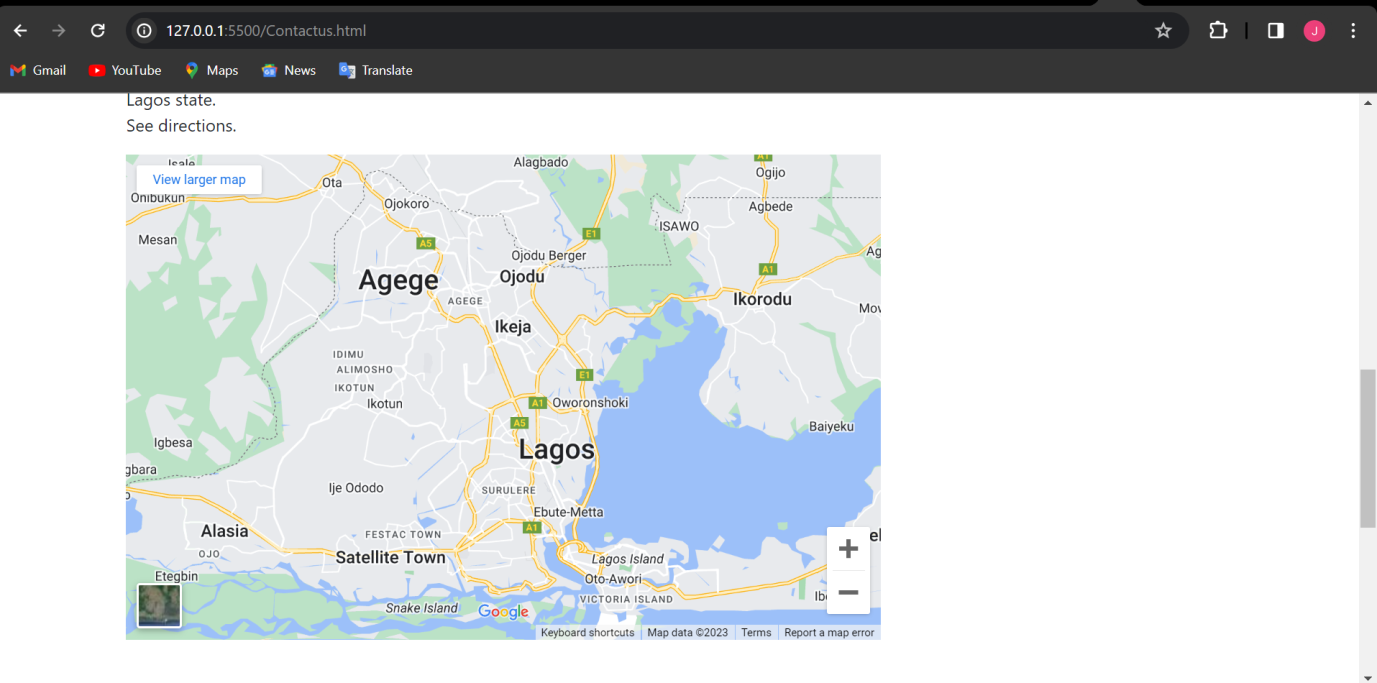 127.0.0.1:5500/Contactus.html
J
Gmail YouTube Maps News Translate
Lagos state.
See directions.
Isale
View larger map
Alagbado
A1
Ogijo
Ota
Onibukun
Ojokoro
Agbede
ISAWO
Mesan
E1
A5
Ojodu Berger
Ag
Agege
Ojodu
A1
AGEGE
Ikorodu
Mov
Ikeja
IDIMU
ALIMOSHO
E1
IKOTUN
Ikotun
A1 Oworonshoki
A5
Baiyeku
Igbesa
Lagos
gbara
Ije Ododo
SURULERE
Ebute-Metta
Alasia
A1
FESTAC TOWN
OJO
Satellite Town
Lagos Island
Etegbin
Oto-Awori
VICTORIA ISLAND
Snake Island
Google
Keyboard shortcuts Map data ©2023 Terms Report a map error